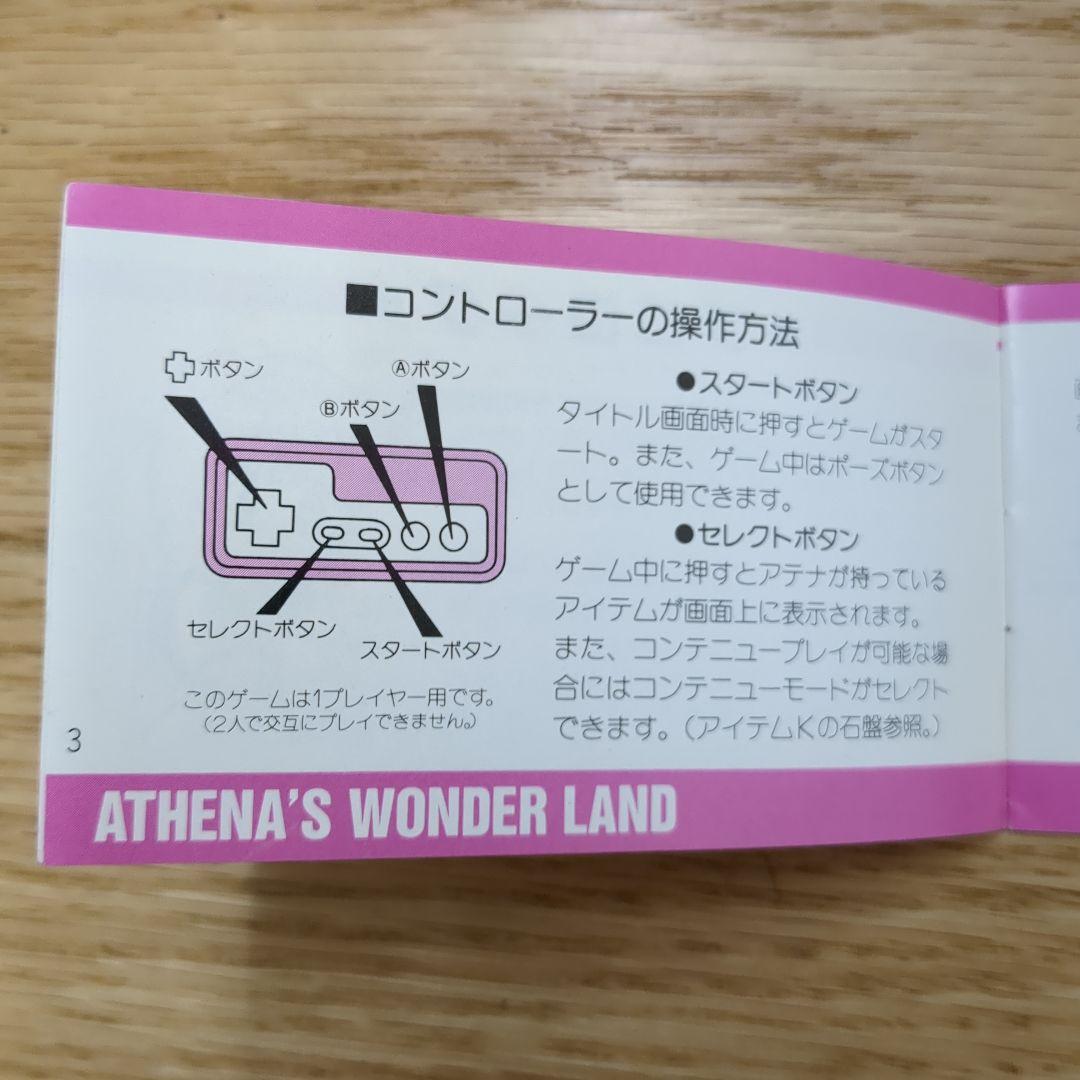 ■コントローラーの操作方法
✚ボタン
Ⓐボタン
Ⓑボタン
セレクトボタン
スタートボタン
このゲームは1プレイヤー用です。
(2人で交互にプレイできません。)
●スタートボタン
タイトル画面時に押すとゲームがスタ
ート。また、ゲーム中はポーズボタン
として使用できます。
●セレクトボタン
ゲーム中に押すとアテナが持っている
アイテムが画面上に表示されます。
また、コンテニュープレイが可能な場
合にはコンテニューモードがセレクト
できます。(アイテムKの石盤参照。)
3
ATHENA'S WONDER LAND